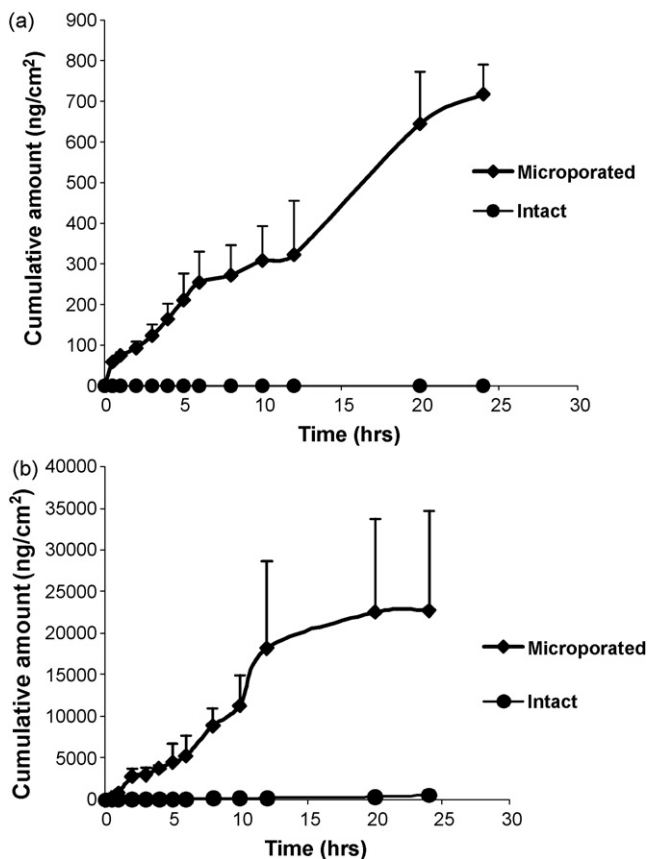 (a)
Cumulative amount (ng/cm²)
900
800
700
600
500
400
300
200
100
0
0 5 10 15 20 25 30
Time (hrs)
Microporated
Intact
(b)
Cumulative amount (ng/cm²)
40000
35000
30000
25000
20000
15000
10000
5000
0
0 5 10 15 20 25 30
Time (hrs)
Microporated
Intact